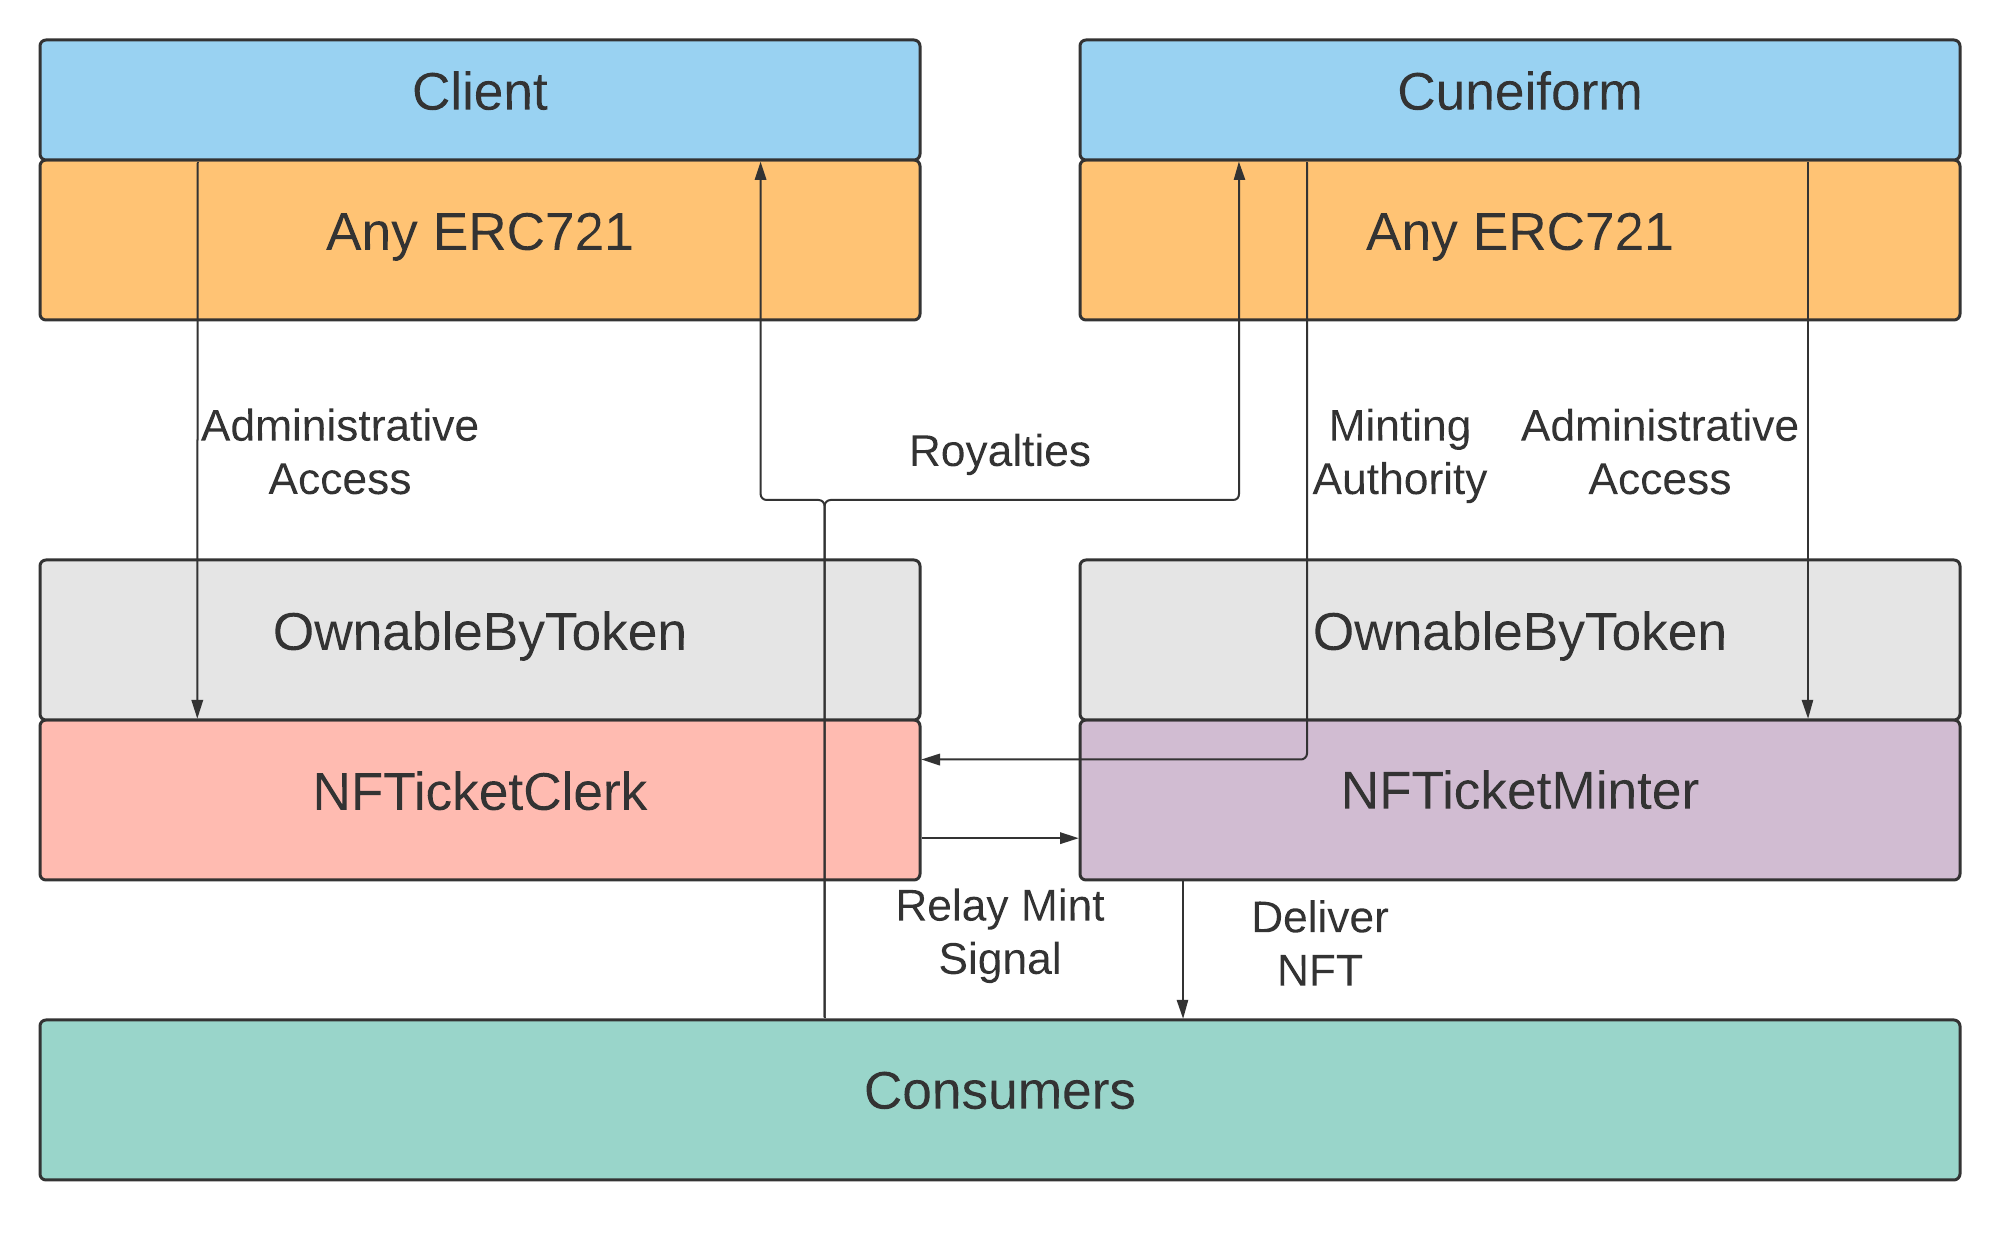 Client
Cuneiform
Any ERC721
Any ERC721
Administrative
Access
Royalties
Minting
Authority
Administrative
Access
OwnableByToken
OwnableByToken
NFTicketClerk
NFTicketMinter
Relay Mint
Signal
Deliver
NFT
Consumers